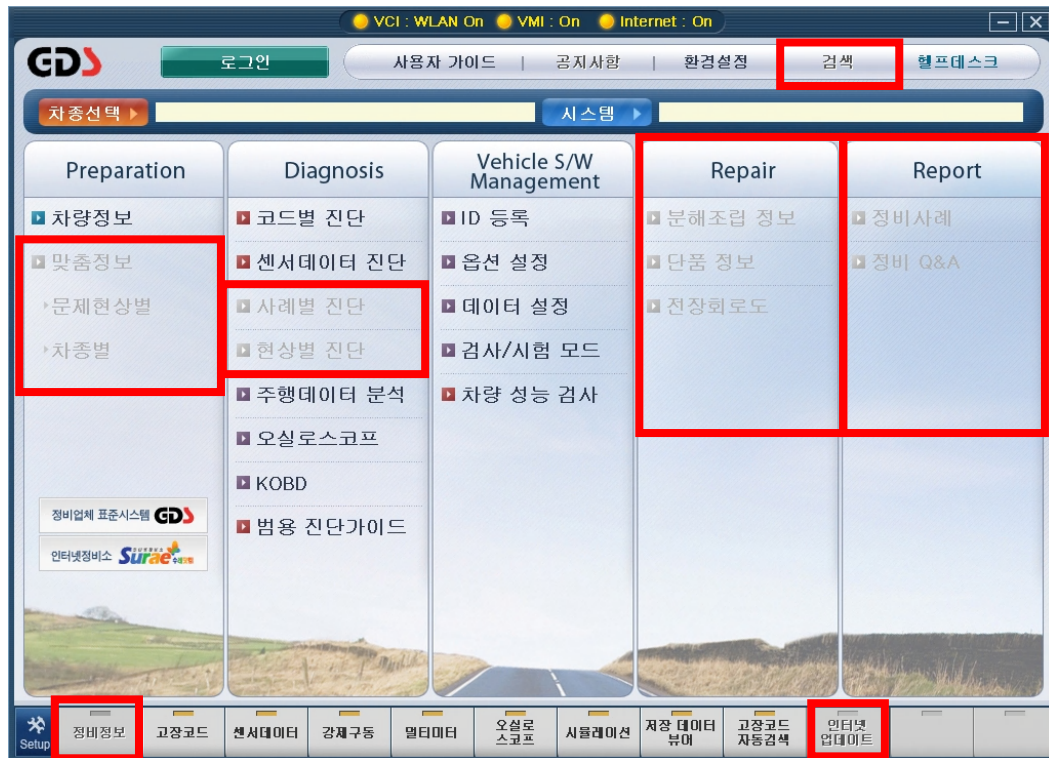 VCI : WLAN On VMI : On Internet : On
GDS
로그인
사용자 가이드 | 공지사항 | 환경설정
검색
헬프데스크
차종선택
시스템
Preparation
차량정보
맞춤정보
문제현상별
차종별
정비업체 표준시스템 GDS
인터넷정비소 Surae
Diagnosis
코드별 진단
센서데이터 진단
사례별 진단
현상별 진단
주행데이터 분석
오실로스코프
KOBD
범용 진단가이드
Vehicle S/W
Management
ID 등록
옵션 설정
데이터 설정
검사/시험 모드
차량 성능 검사
Repair
분해조립 정보
단품 정보
전장회로도
Report
정비사례
정비 Q&A
Setup
정비정보
고장코드
센서데이터
강제구동
멀티미터
오실로
스코프
시뮬레이션
저장 데이터
뷰어
고장코드
자동검색
인터넷
업데이트